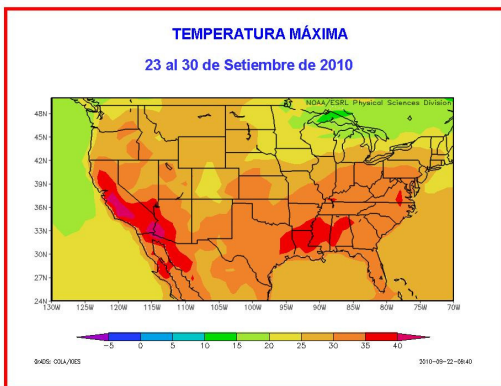 TEMPERATURA MÁXIMA
23 al 30 de Setiembre de 2010
NOAA/ESRL Physical Sciences Division
48N
45N
42N
39N
36N
33N
30N
27N
24N
130W 125W 120W 115W 110W 105W 100W 95W 90W 85W 80W 75W 70W
-5 0 5 10 15 20 25 30 35 40
GrADS: COLA/IGES 2010-09-22-08:40